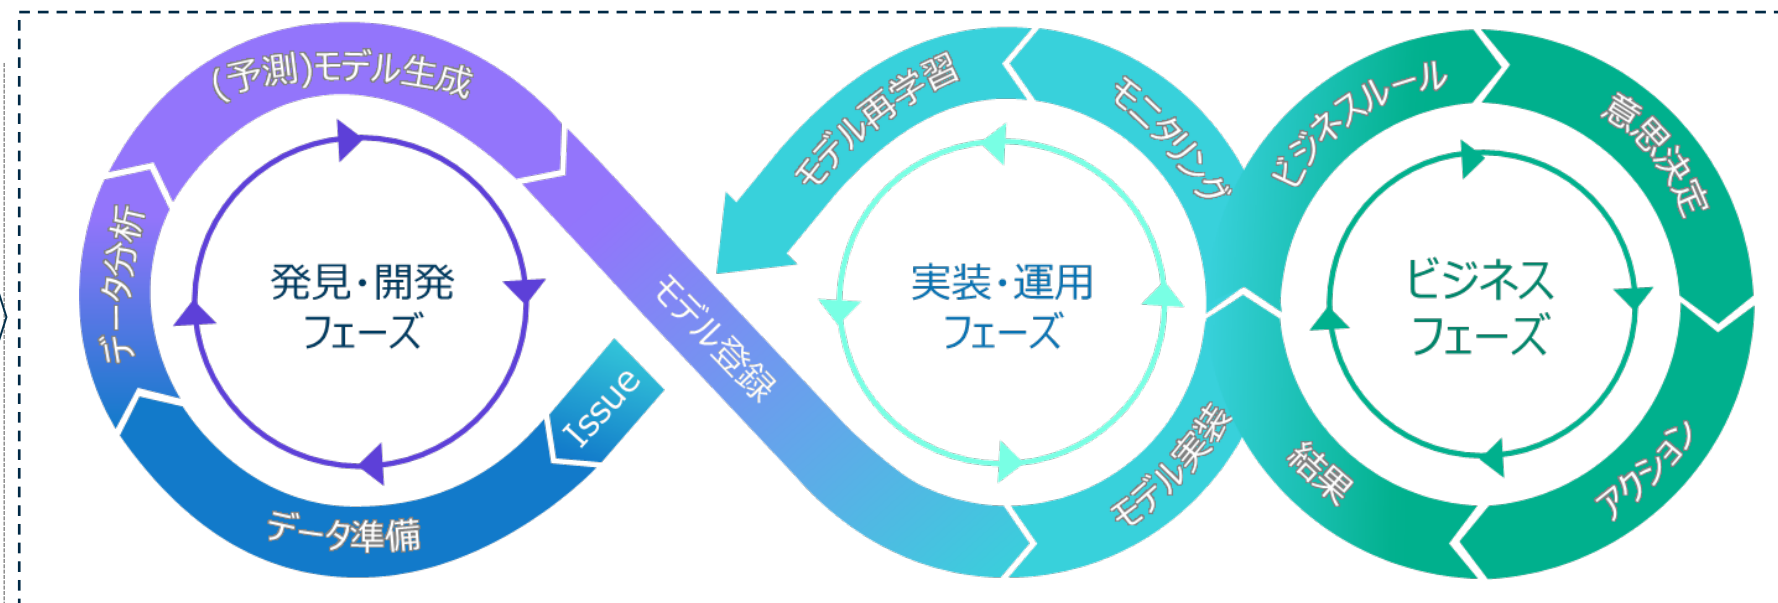 (予測)モデル生成
データ分析
データ準備
Issue
発見・開発
フェーズ
モデル登録
モデル再学習
モニタリング
モデル実装
実装・運用
フェーズ
ビジネスルール
意思決定
アクション
結果
ビジネス
フェーズ